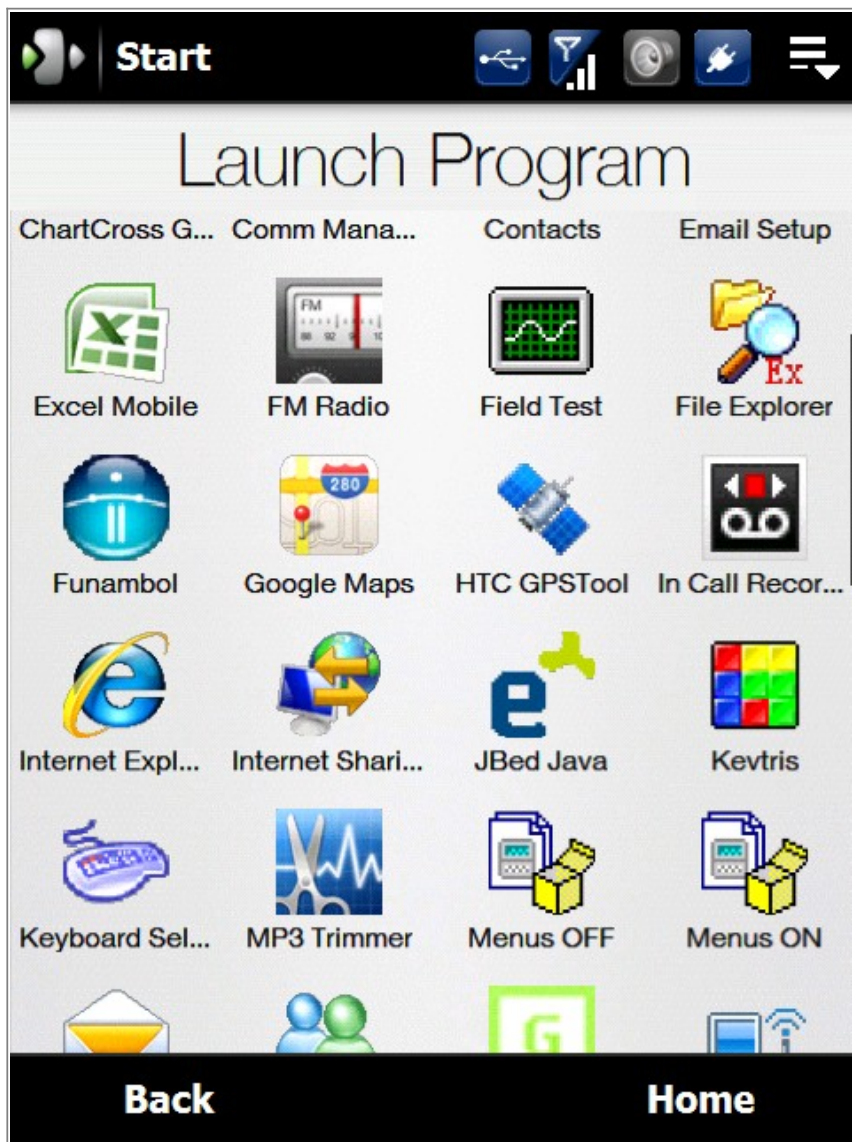 Start
Launch Program
ChartCross G... Comm Mana... Contacts Email Setup
FM
88 92
Ex
Excel Mobile FM Radio Field Test File Explorer
280
Funambol Google Maps HTC GPSTool In Call Recor...
Internet Expl... Internet Shari... JBed Java Kevtris
Keyboard Sel... MP3 Trimmer Menus OFF Menus ON
G
Back Home